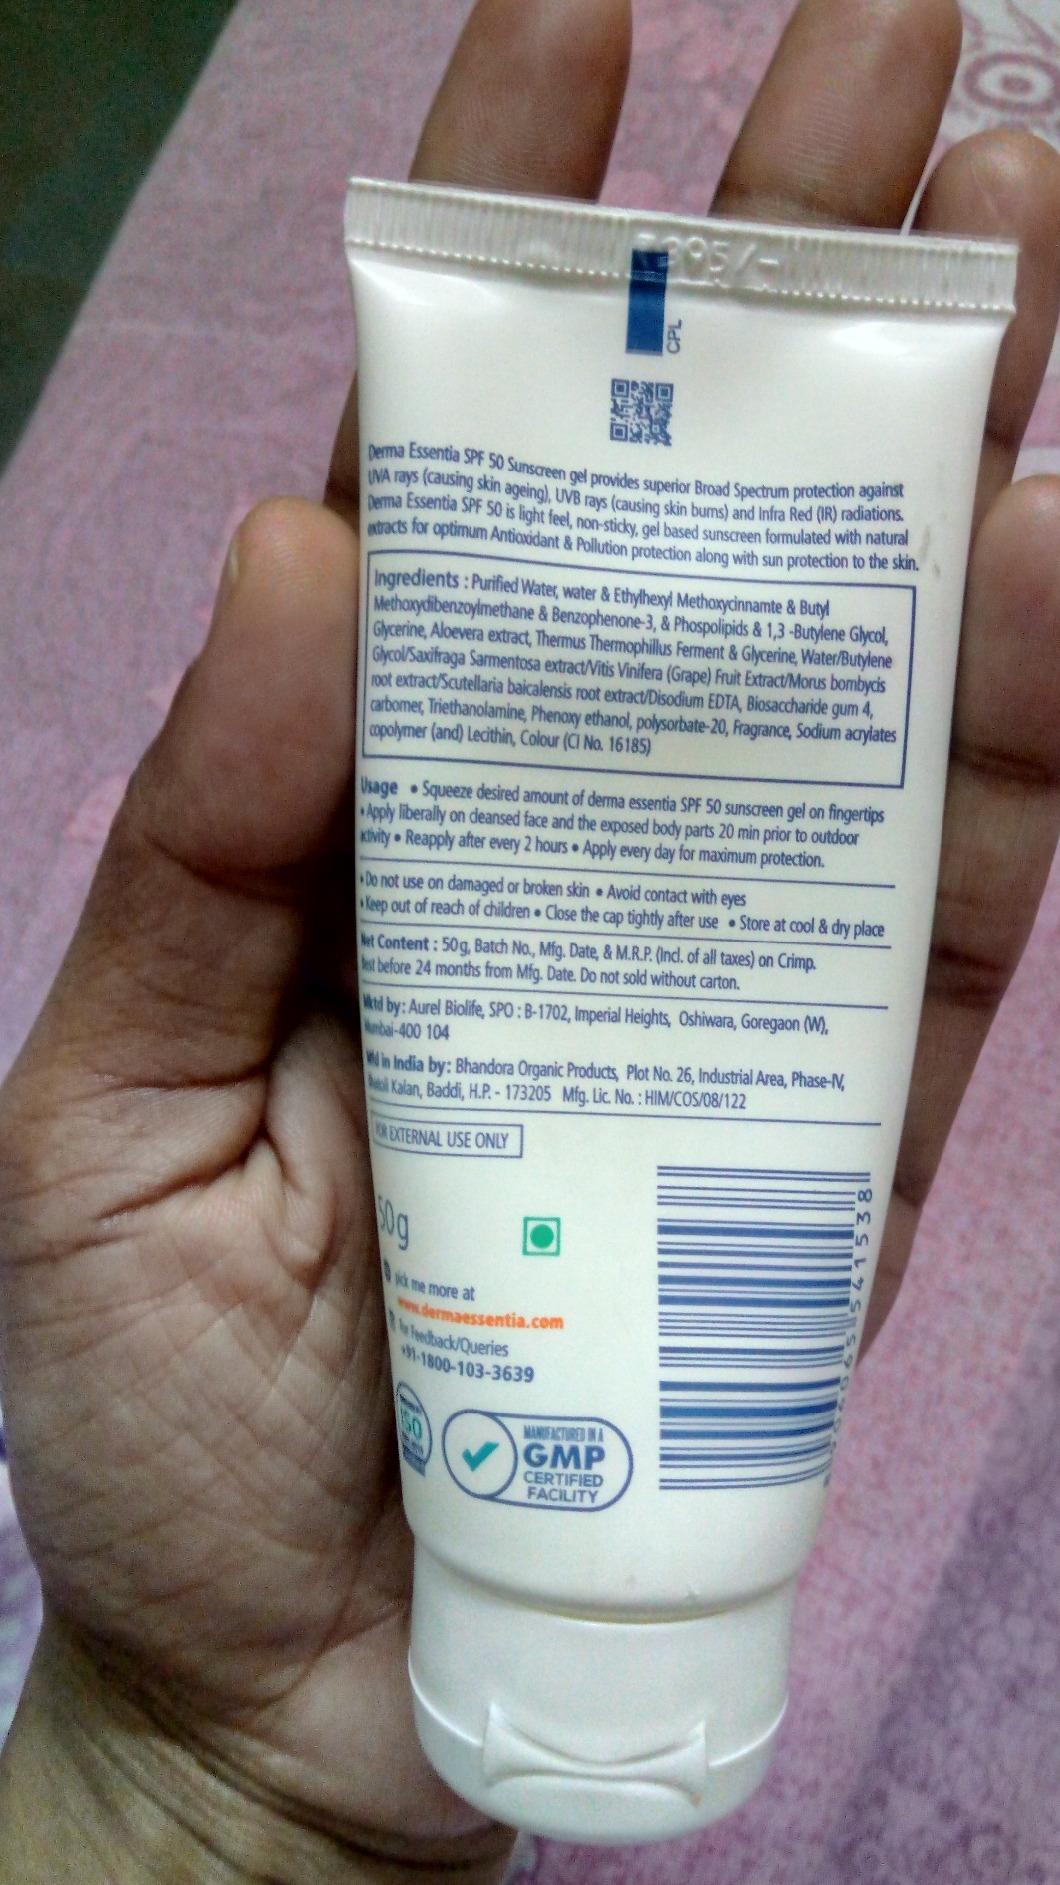 395/-
CPL
Derma Essentia SPF 50 Sunscreen gel provides superior Broad Spectrum protection against
UVA rays (causing skin ageing), UVB rays (causing skin burns) and Infra Red (IR) radiations.
Derma Essentia SPF 50 is light feel, non-sticky, gel based sunscreen formulated with natural
extracts for optimum Antioxidant & Pollution protection along with sun protection to the skin.
Ingredients : Purified Water, water & Ethylhexyl Methoxycinnamte & Butyl
Methoxydibenzoylmethane & Benzophenone-3, & Phospolipids & 1,3 -Butylene Glycol,
Glycerine, Aloevera extract, Thermus Thermophillus Ferment & Glycerine, Water/Butylene
Glycol/Saxifraga Sarmentosa extract/Vitis Vinifera (Grape) Fruit Extract/Morus bombycis
root extract/Scutellaria baicalensis root extract/Disodium EDTA, Biosaccharide gum 4,
carbomer, Triethanolamine, Phenoxy ethanol, polysorbate-20, Fragrance, Sodium acrylates
copolymer (and) Lecithin, Colour (CI No. 16185)
Usage • Squeeze desired amount of derma essentia SPF 50 sunscreen gel on fingertips
• Apply liberally on cleansed face and the exposed body parts 20 min prior to outdoor
activity • Reapply after every 2 hours • Apply every day for maximum protection.
• Do not use on damaged or broken skin • Avoid contact with eyes
• Keep out of reach of children • Close the cap tightly after use • Store at cool & dry place
Net Content : 50g, Batch No., Mfg. Date, & M.R.P. (Incl. of all taxes) on Crimp.
Best before 24 months from Mfg. Date. Do not sold without carton.
Mktd by: Aurel Biolife, SPO : B-1702, Imperial Heights, Oshiwara, Goregaon (W),
Mumbai-400 104
Mfd in India by: Bhandora Organic Products, Plot No. 26, Industrial Area, Phase-IV,
Kalan, Baddi, H.P. - 173205 Mfg. Lic. No. : HIM/COS/08/122
FOR EXTERNAL USE ONLY
50g
pick me more at
www.dermaessentia.com
for Feedback/Queries
+91-1800-103-3639
ISO
MANUFACTURED IN A
GMP
CERTIFIED
FACILITY
541538